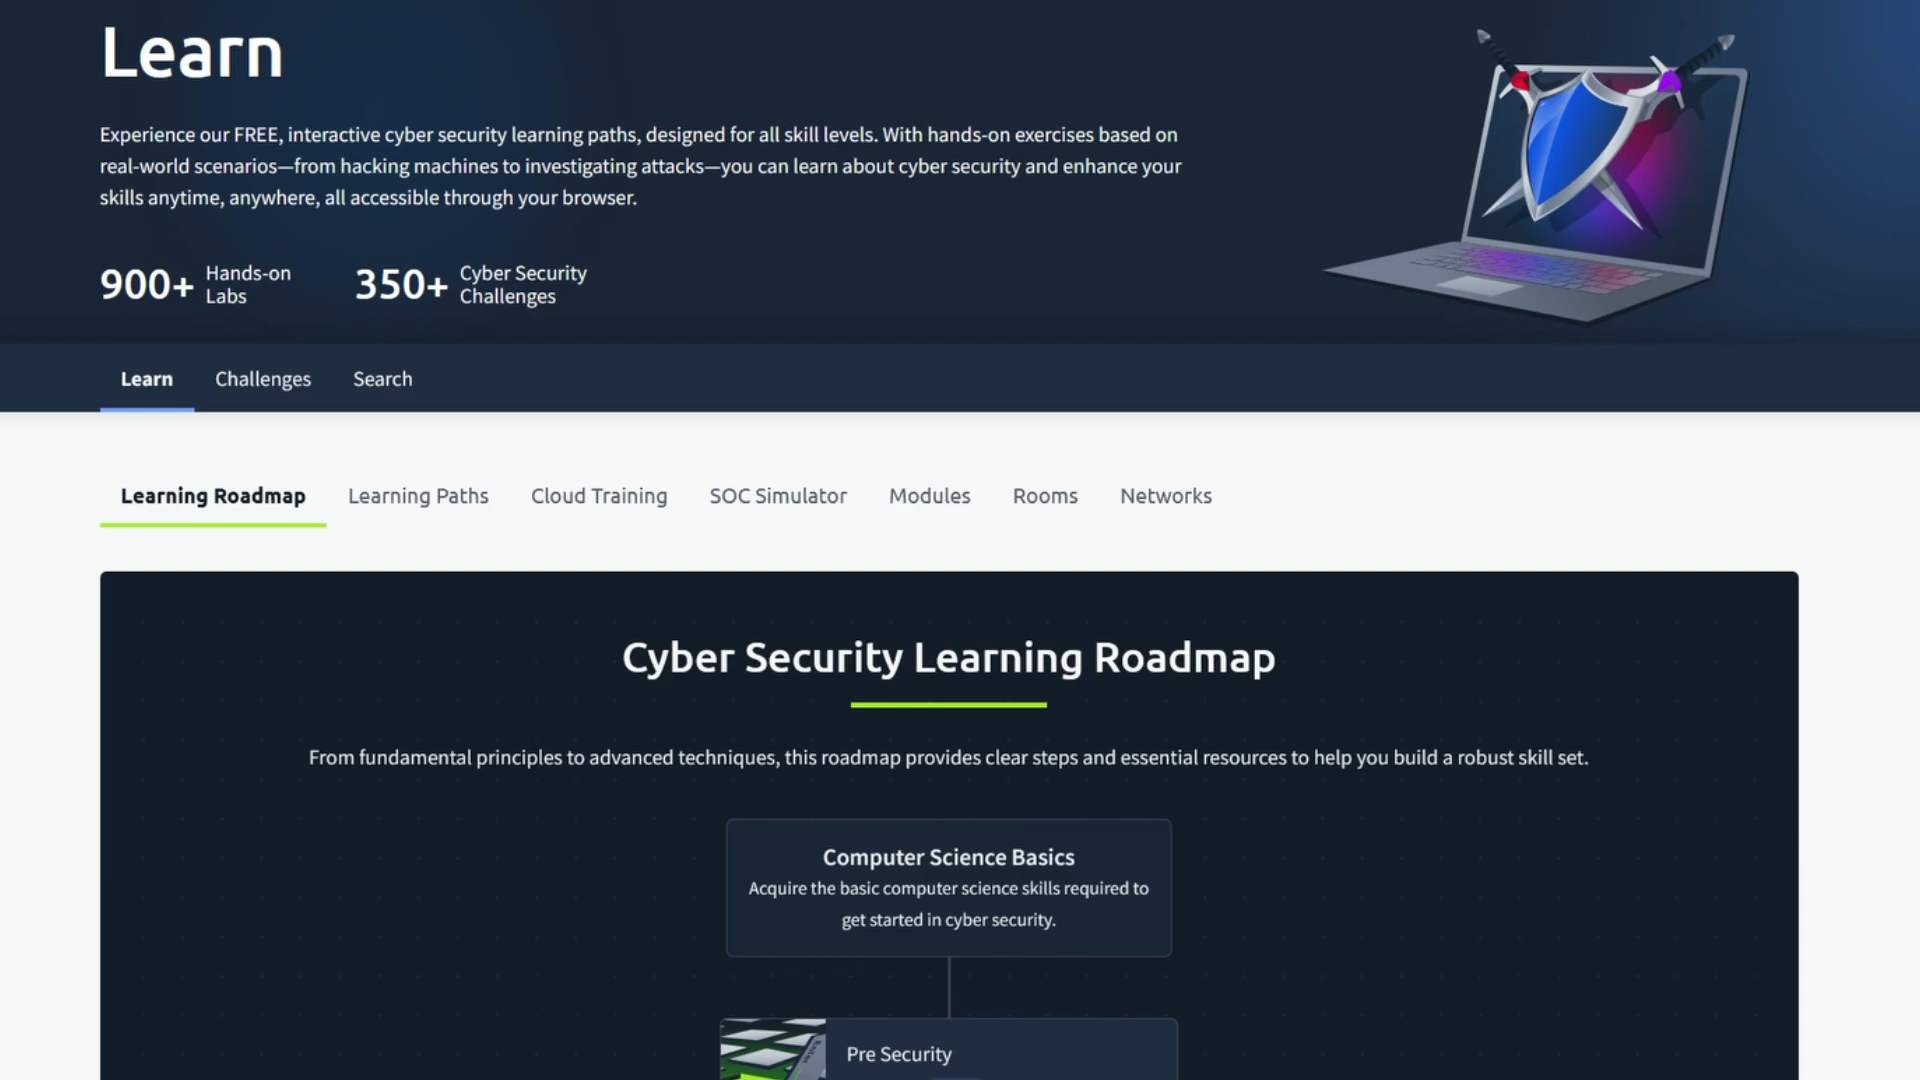 Learn
Experience our FREE, interactive cyber security learning paths, designed for all skill levels. With hands-on exercises based on
real-world scenarios—from hacking machines to investigating attacks—you can learn about cyber security and enhance your
skills anytime, anywhere, all accessible through your browser.
900+ Hands-on Labs
350+ Cyber Security Challenges
Learn Challenges Search
Learning Roadmap Learning Paths Cloud Training SOC Simulator Modules Rooms Networks
Cyber Security Learning Roadmap
From fundamental principles to advanced techniques, this roadmap provides clear steps and essential resources to help you build a robust skill set.
Computer Science Basics
Acquire the basic computer science skills required to
get started in cyber security.
Pre Security